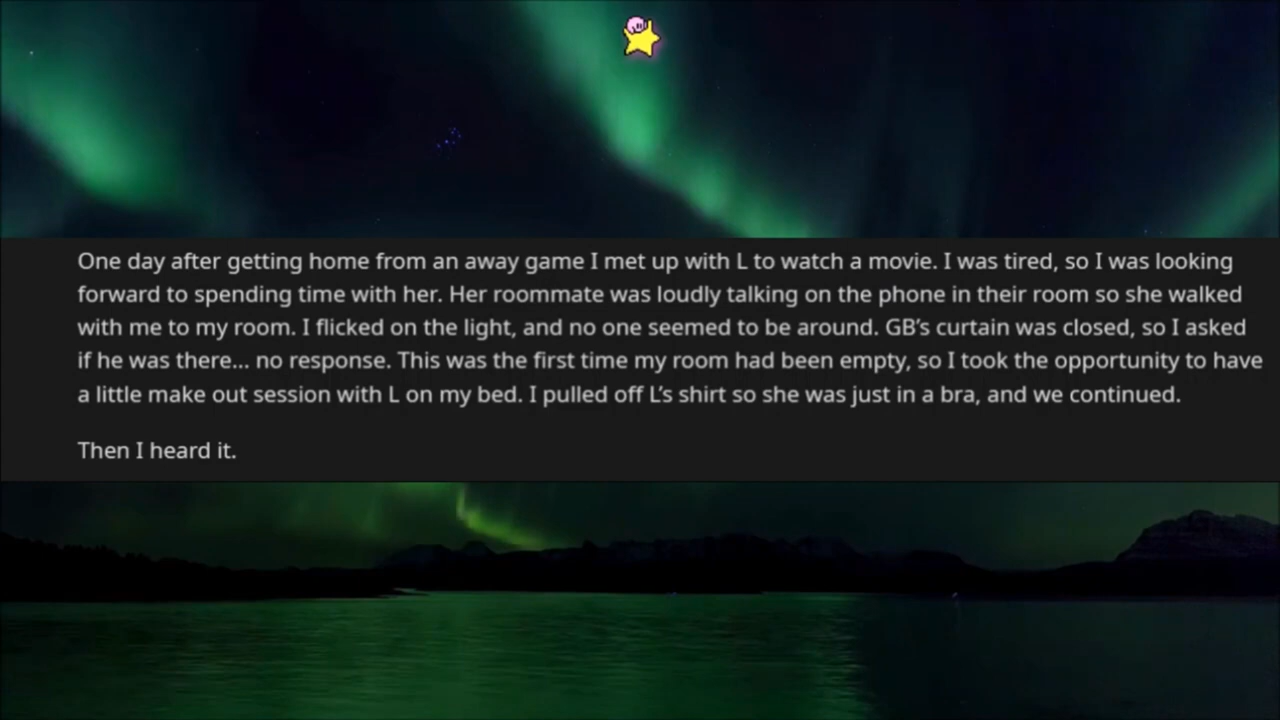 One day after getting home from an away game I met up with L to watch a movie. I was tired, so I was looking
forward to spending time with her. Her roommate was loudly talking on the phone in their room so she walked
with me to my room. I flicked on the light, and no one seemed to be around. GB’s curtain was closed, so I asked
if he was there... no response. This was the first time my room had been empty, so I took the opportunity to have
a little make out session with L on my bed. I pulled off L’s shirt so she was just in a bra, and we continued.
Then I heard it.